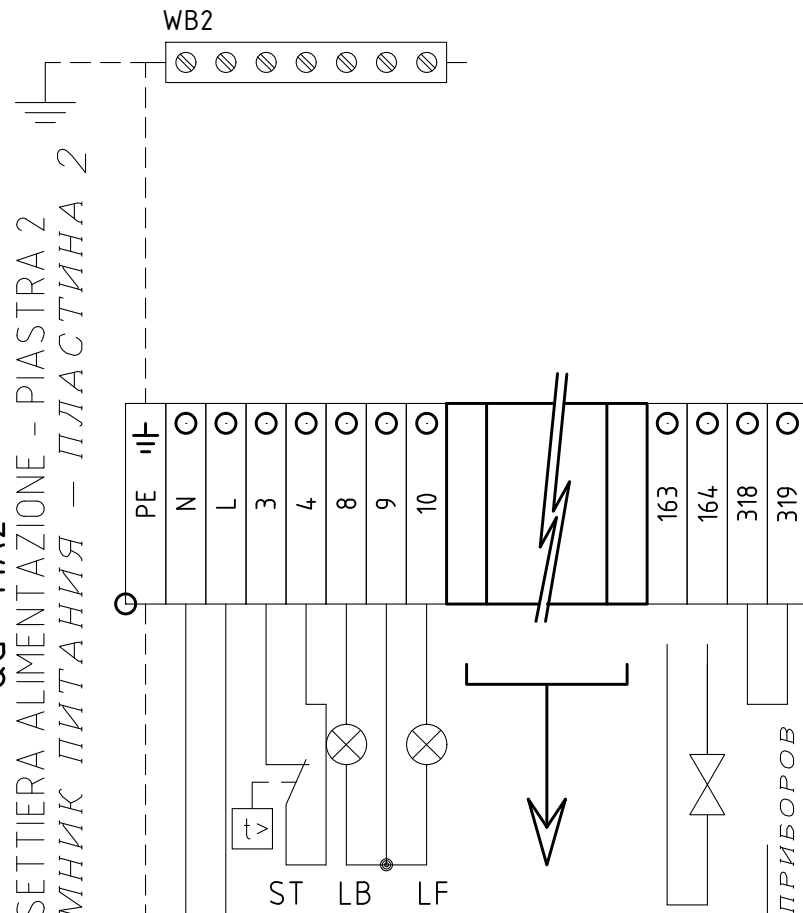 WB2
SETTIERA ALIMENTAZIONE - PIASTRA 2
МНИК ПИТАНИЯ - ПЛАСТИНА 2
PE
N
L
3
4
8
9
10
163
164
318
319
t>
ST
LB
LF
ПРИБОРОВ